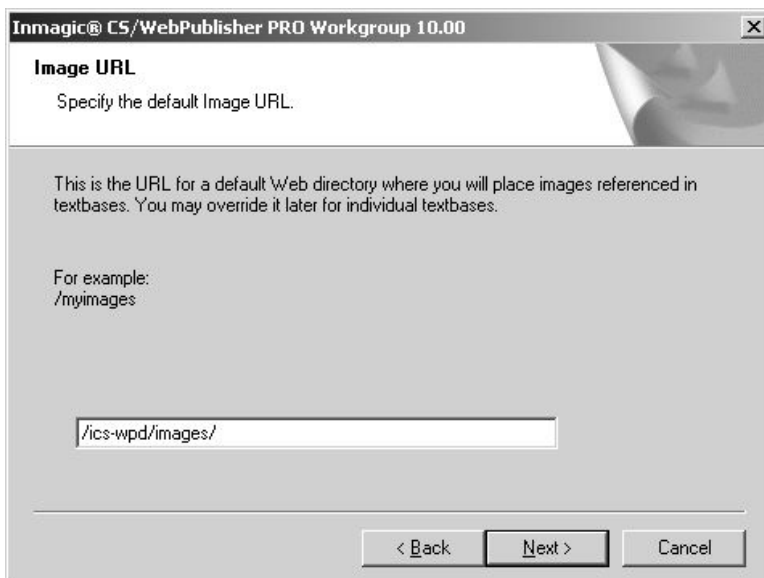 Inmagic® CS/WebPublisher PRO Workgroup 10.00
Image URL
Specify the default Image URL.
This is the URL for a default Web directory where you will place images referenced in
textbases. You may override it later for individual textbases.
For example:
/myimages
/ics-wpd/images/
< Back
Next >
Cancel